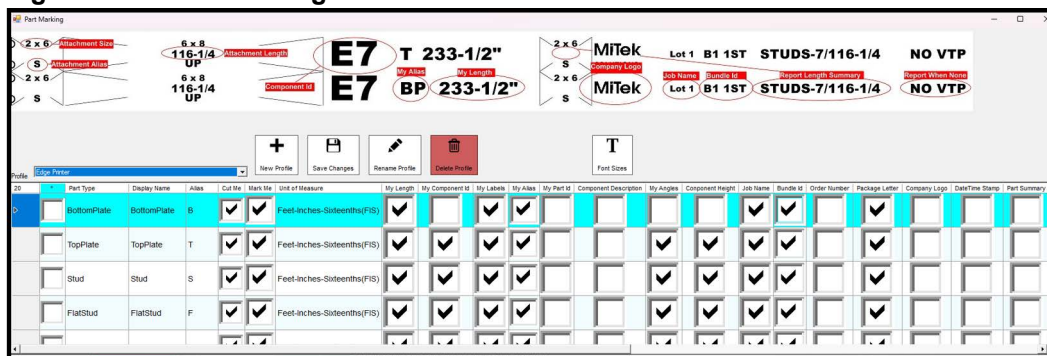 Part Marking
2 x 6 Attachment Size 6 x 8 E7 T 233-1/2" 2 x 6 MiTek Lot 1 B1 1ST STUDS-7/116-1/4 NO VTP
116-1/4 Attachment Length
S Attachment Alias UP My Alias My Length S Company Logo Job Name Bundle Id Report Length Summary Report When None
2 x 6 6 x 8 E7 BP 233-1/2" 2 x 6 MiTek Lot 1 B1 1ST STUDS-7/116-1/4 NO VTP
116-1/4 Component Id
S UP S
New Profile Save Changes Rename Profile Delete Profile T Font Sizes
Profile Edge Printer
20 * Part Type Display Name Alias Cut Me Mark Me Unit of Measure My Length My Component Id My Labels My Alias My Part Id Component Description My Angles Component Height Job Name Bundle Id Order Number Package Letter Company Logo DateTime Stamp Part Summary
BottomPlate BottomPlate B Feet-Inches-Sixteenths(FIS)
TopPlate TopPlate T Feet-Inches-Sixteenths(FIS)
Stud Stud S Feet-Inches-Sixteenths(FIS)
FlatStud FlatStud F Feet-Inches-Sixteenths(FIS)